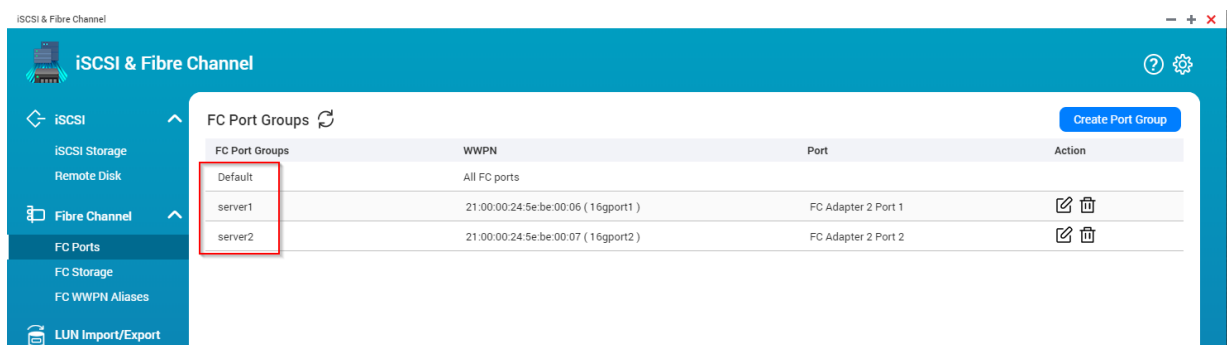 iSCSI & Fibre Channel
iSCSI & Fibre Channel
iSCSI
iSCSI Storage
Remote Disk
Fibre Channel
FC Ports
FC Storage
FC WWPN Aliases
LUN Import/Export
FC Port Groups
Create Port Group
FC Port Groups WWPN Port Action
Default All FC ports
server1 21:00:00:24:5e:be:00:06 ( 16gport1 ) FC Adapter 2 Port 1
server2 21:00:00:24:5e:be:00:07 ( 16gport2 ) FC Adapter 2 Port 2